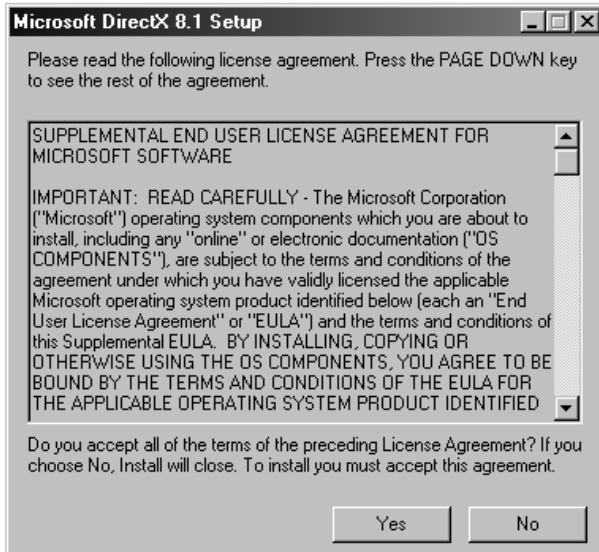 Microsoft DirectX 8.1 Setup
Please read the following license agreement. Press the PAGE DOWN key
to see the rest of the agreement.
SUPPLEMENTAL END USER LICENSE AGREEMENT FOR
MICROSOFT SOFTWARE
IMPORTANT:  READ CAREFULLY - The Microsoft Corporation
("Microsoft") operating system components which you are about to
install, including any "online" or electronic documentation ("OS
COMPONENTS"), are subject to the terms and conditions of the
agreement under which you have validly licensed the applicable
Microsoft operating system product identified below (each an "End
User License Agreement" or "EULA") and the terms and conditions of
this Supplemental EULA.  BY INSTALLING, COPYING OR
OTHERWISE USING THE OS COMPONENTS, YOU AGREE TO BE
BOUND BY THE TERMS AND CONDITIONS OF THE EULA FOR
THE APPLICABLE OPERATING SYSTEM PRODUCT IDENTIFIED
Do you accept all of the terms of the preceding License Agreement? If you
choose No, Install will close. To install you must accept this agreement.
Yes
No